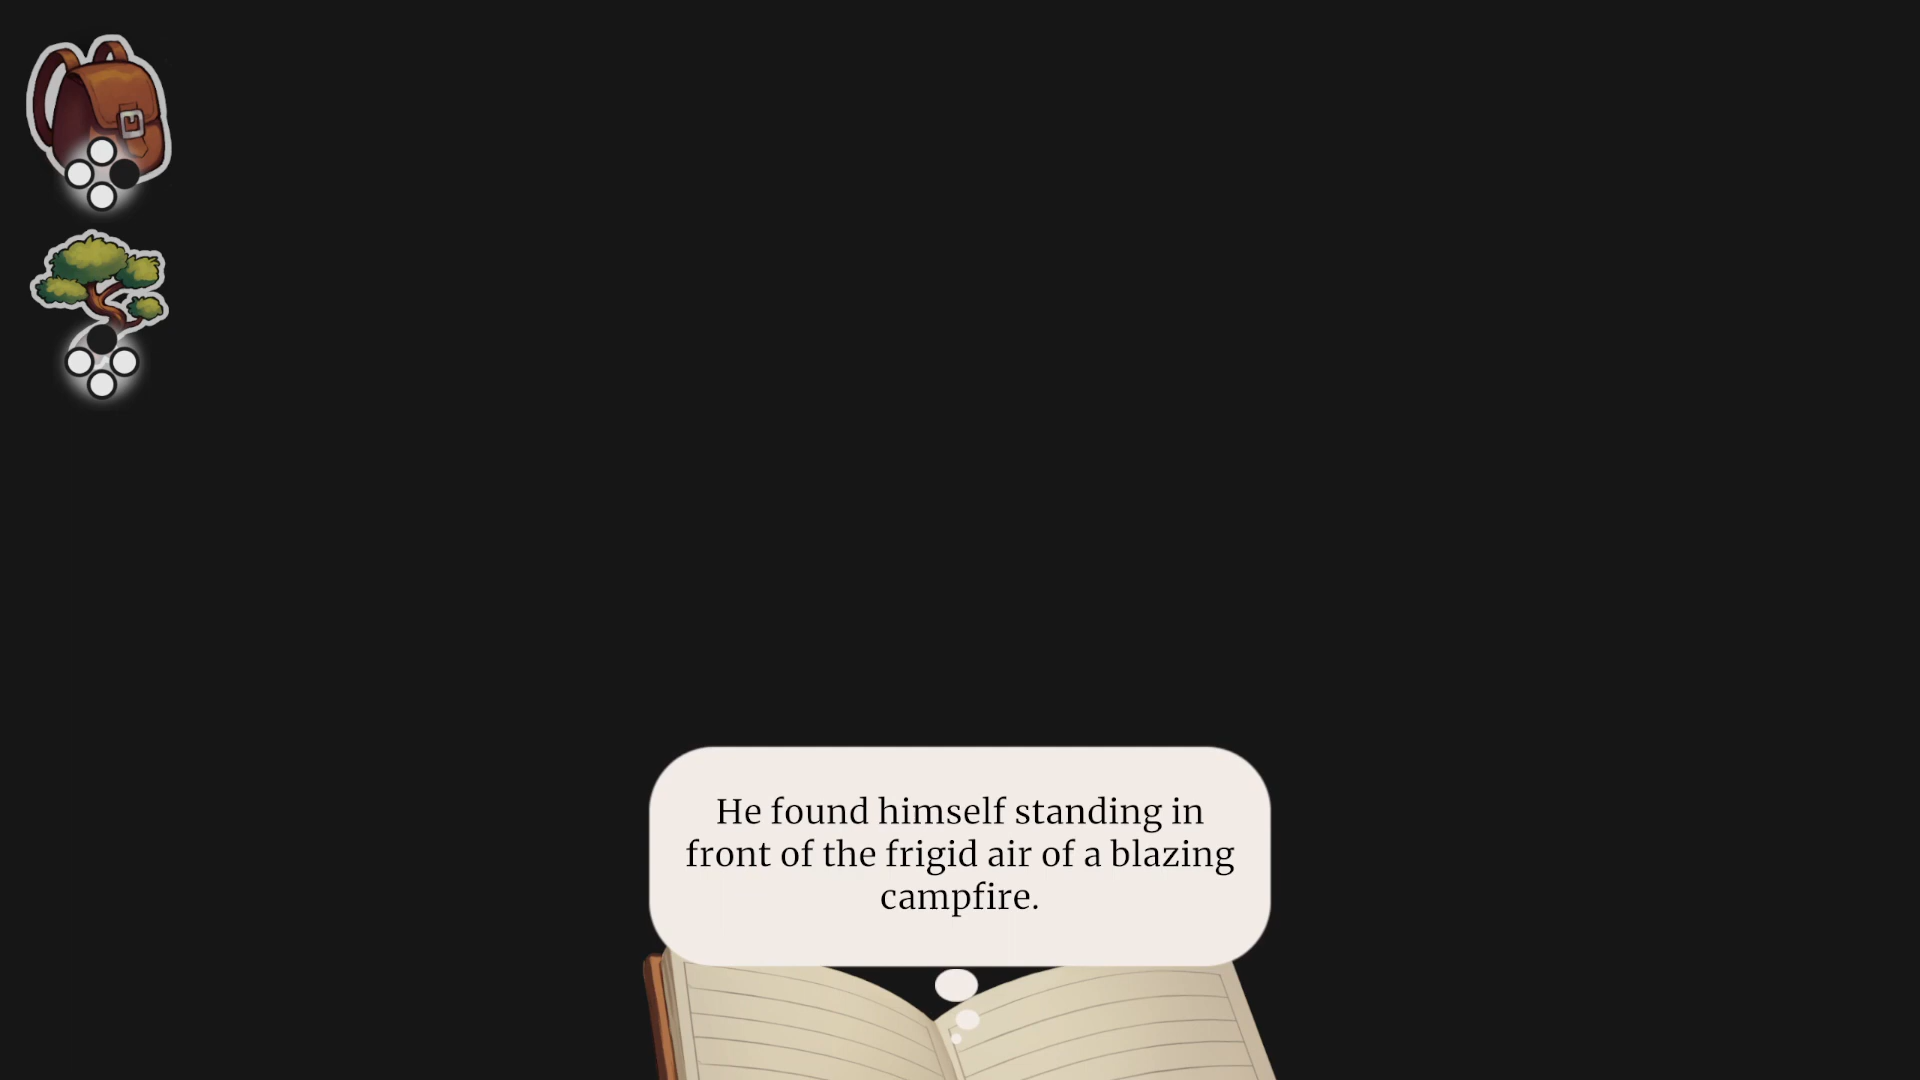 He found himself standing in
front of the frigid air of a blazing
campfire.